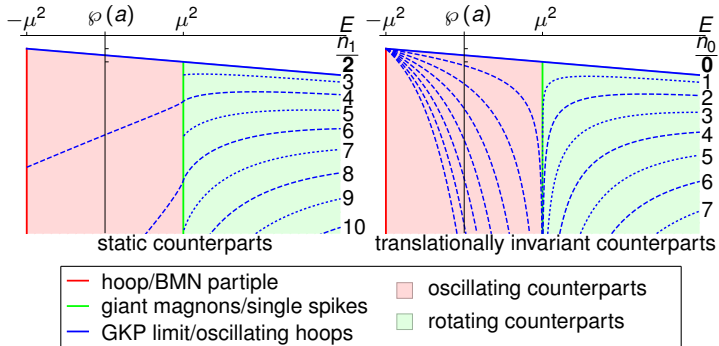 −μ² ℘(a) μ² E
n₁
2
3
4
5
6
7
8
9
10
static counterparts
−μ² ℘(a) μ² E
n₀
0
1
2
3
4
5
6
7
translationally invariant counterparts
hoop/BMN partiple
giant magnons/single spikes
GKP limit/oscillating hoops
oscillating counterparts
rotating counterparts